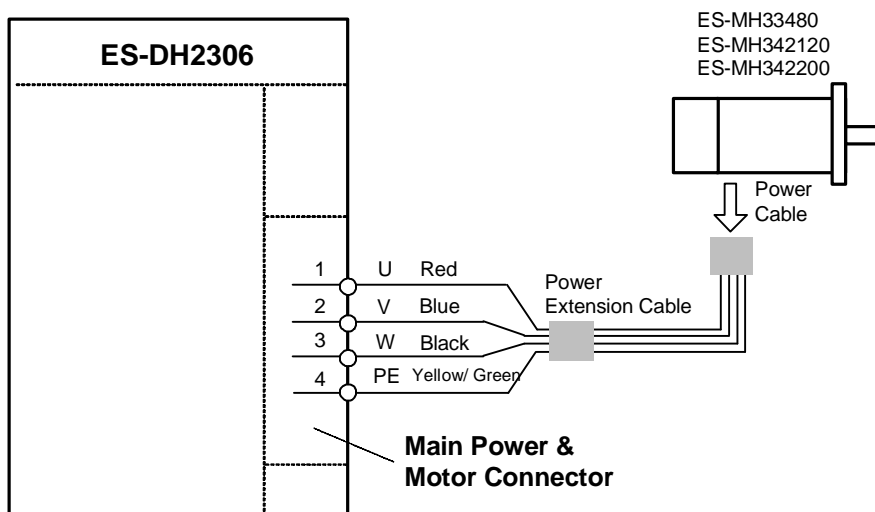 ES-DH2306
ES-MH33480
ES-MH342120
ES-MH342200
Power
Cable
1 U Red
2 V Blue
3 W Black
4 PE Yellow/ Green
Power
Extension Cable
Main Power &
Motor Connector